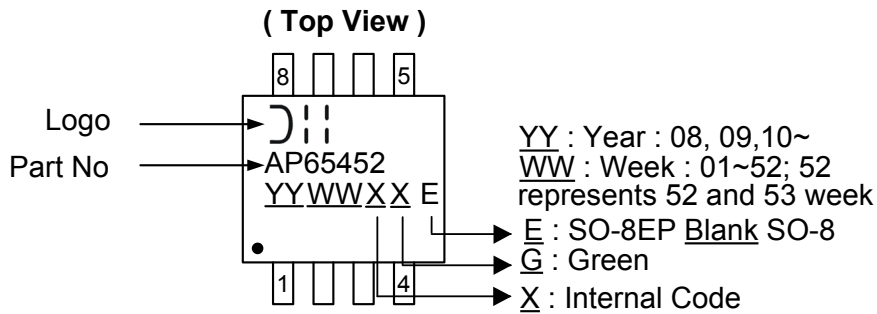 ( Top View )
8 5
Logo
Part No
AP65452
YYWWXX E
1 4
YY : Year : 08, 09,10~
WW : Week : 01~52; 52
represents 52 and 53 week
E : SO-8EP Blank SO-8
G : Green
X : Internal Code